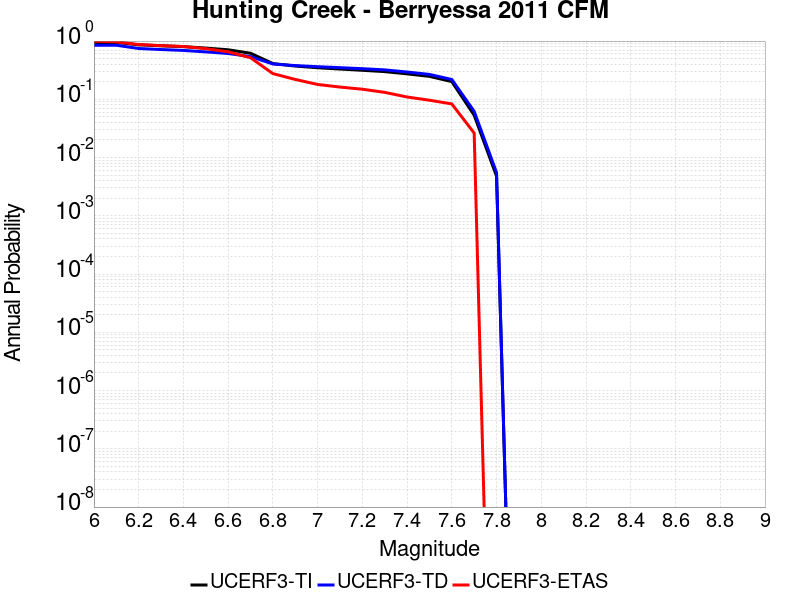 Hunting Creek - Berryessa 2011 CFM
10^0
10^-1
10^-2
10^-3
10^-4
10^-5
10^-6
10^-7
10^-8
Annual Probability
6 6.2 6.4 6.6 6.8 7 7.2 7.4 7.6 7.8 8 8.2 8.4 8.6 8.8 9
Magnitude
UCERF3-TI UCERF3-TD UCERF3-ETAS